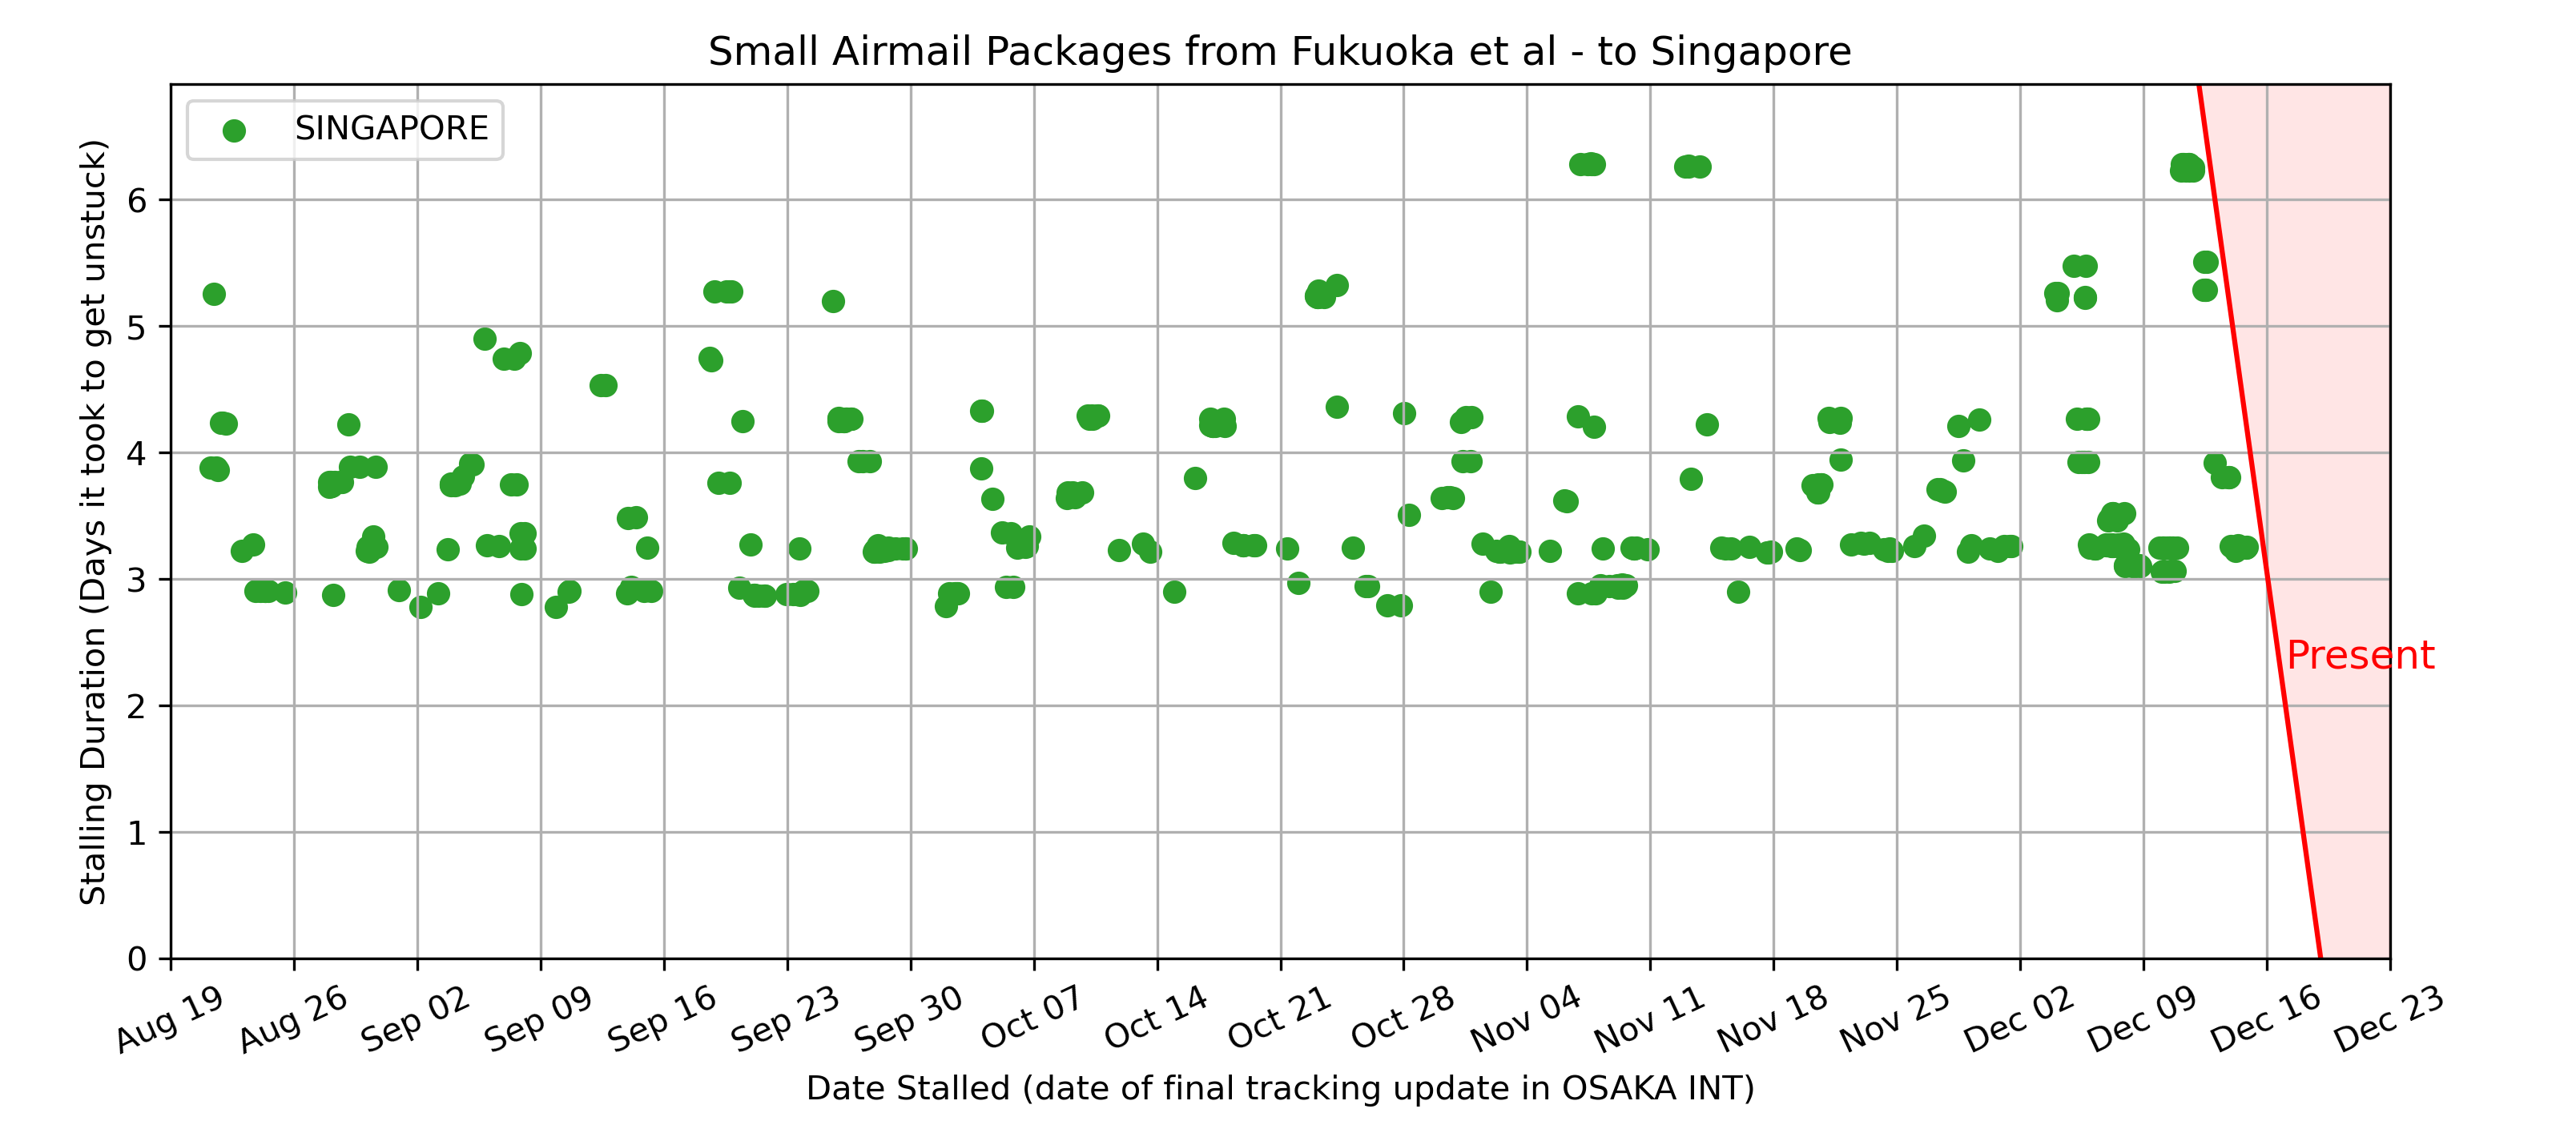 Small Airmail Packages from Fukuoka et al - to Singapore
SINGAPORE
Stalling Duration (Days it took to get unstuck)
6
5
4
3
2
1
0
Present
Aug 19
Aug 26
Sep 02
Sep 09
Sep 16
Sep 23
Sep 30
Oct 07
Oct 14
Oct 21
Oct 28
Nov 04
Nov 11
Nov 18
Nov 25
Dec 02
Dec 09
Dec 16
Dec 23
Date Stalled (date of final tracking update in OSAKA INT)